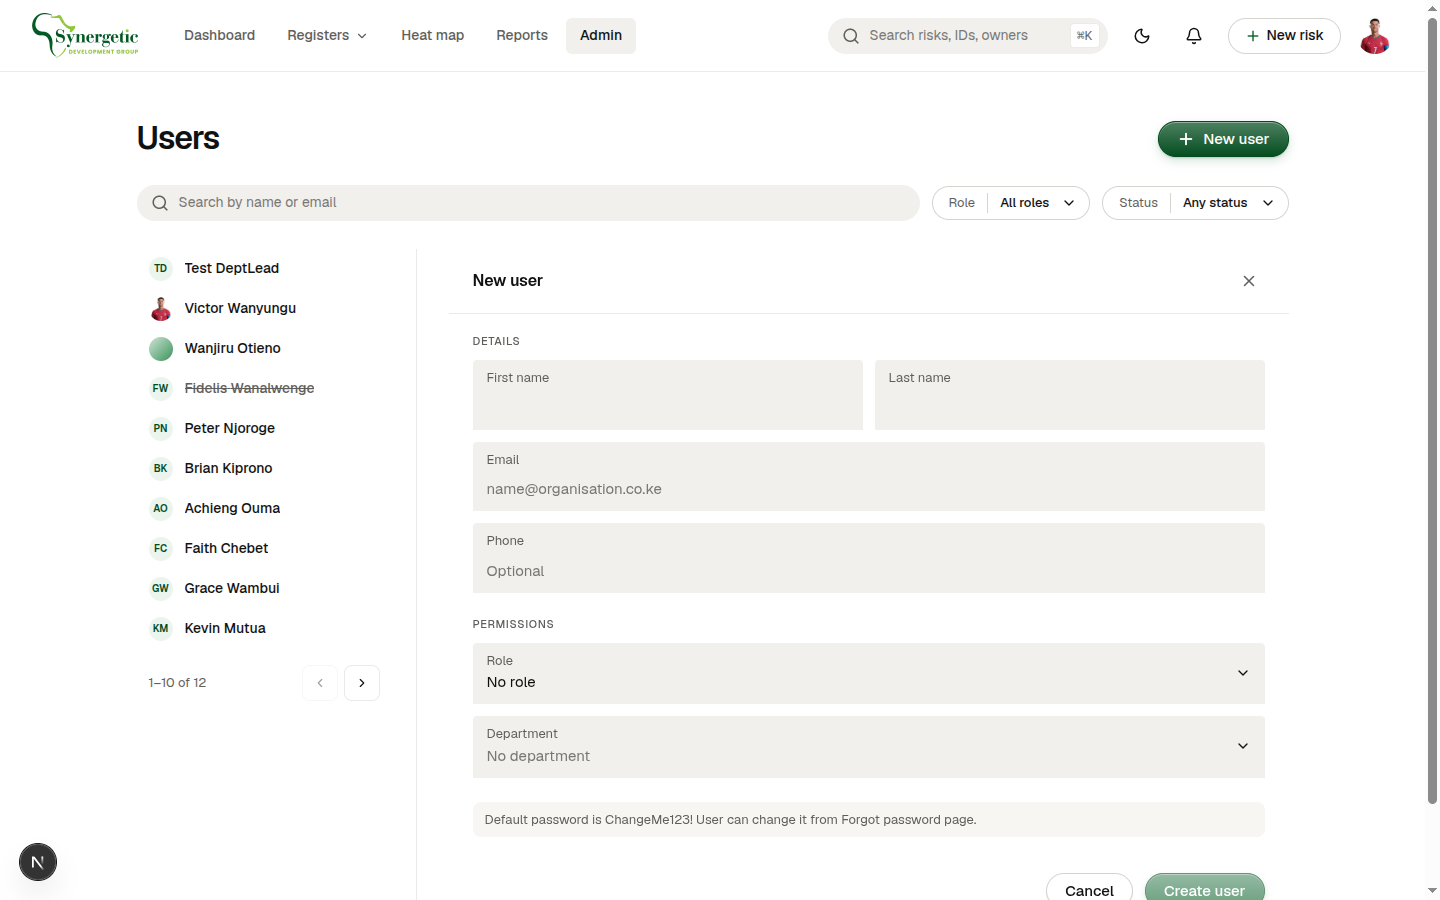 Synergetic
DEVELOPMENT GROUP
Dashboard
Registers
Heat map
Reports
Admin
Search risks, IDs, owners
⌘K
+ New risk
Users
+ New user
Search by name or email
Role
All roles
Status
Any status
TD
Test DeptLead
Victor Wanyungu
Wanjiru Otieno
FW
Fidelis Wanalwenge
PN
Peter Njoroge
BK
Brian Kiprono
AO
Achieng Ouma
FC
Faith Chebet
GW
Grace Wambui
KM
Kevin Mutua
1–10 of 12
New user
DETAILS
First name
Last name
Email
name@organisation.co.ke
Phone
Optional
PERMISSIONS
Role
No role
Department
No department
Default password is ChangeMe123! User can change it from Forgot password page.
Cancel
Create user
N